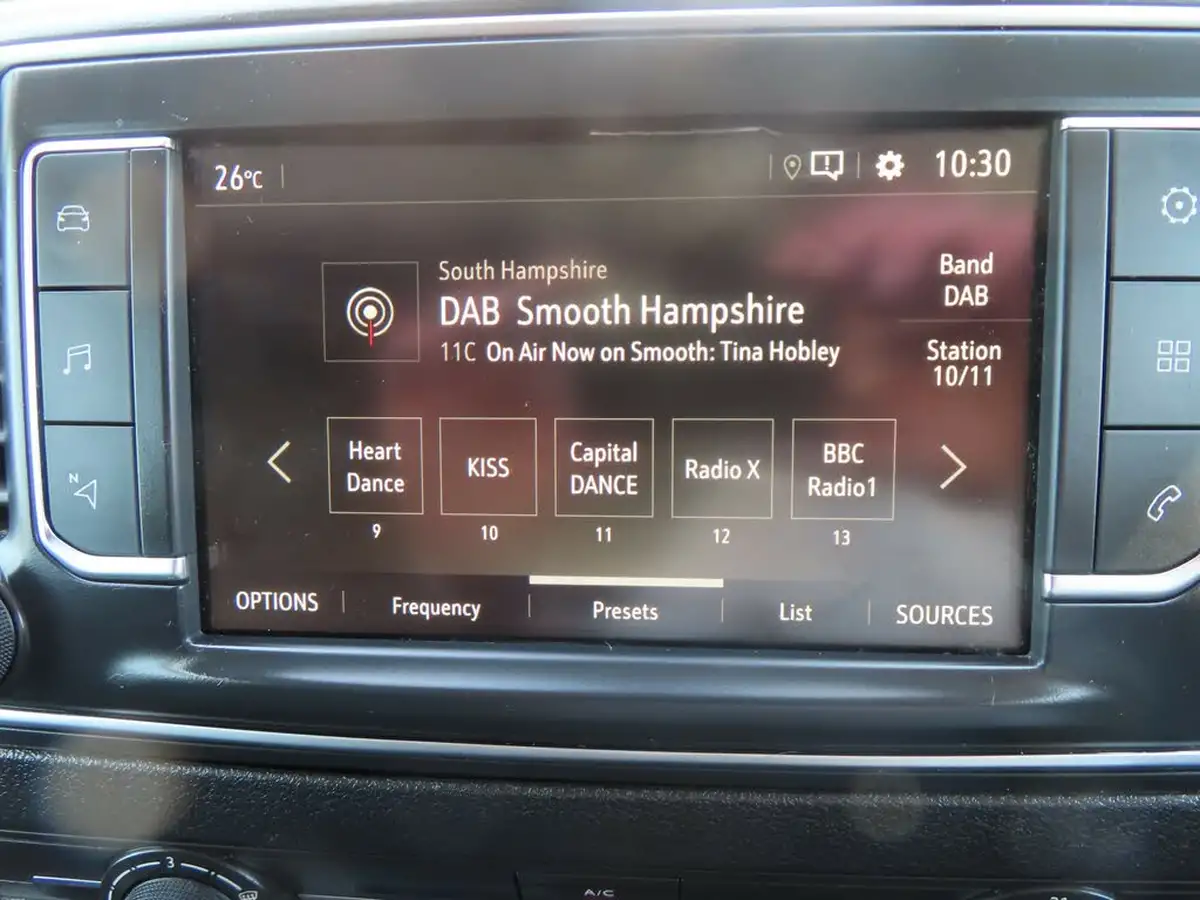 26°C
10:30
South Hampshire
DAB Smooth Hampshire
11C On Air Now on Smooth: Tina Hobley
Band
DAB
Station
10/11
Heart
Dance
9
KISS
10
Capital
DANCE
11
Radio X
12
BBC
Radio1
13
OPTIONS
Frequency
Presets
List
SOURCES
N
3
A/C